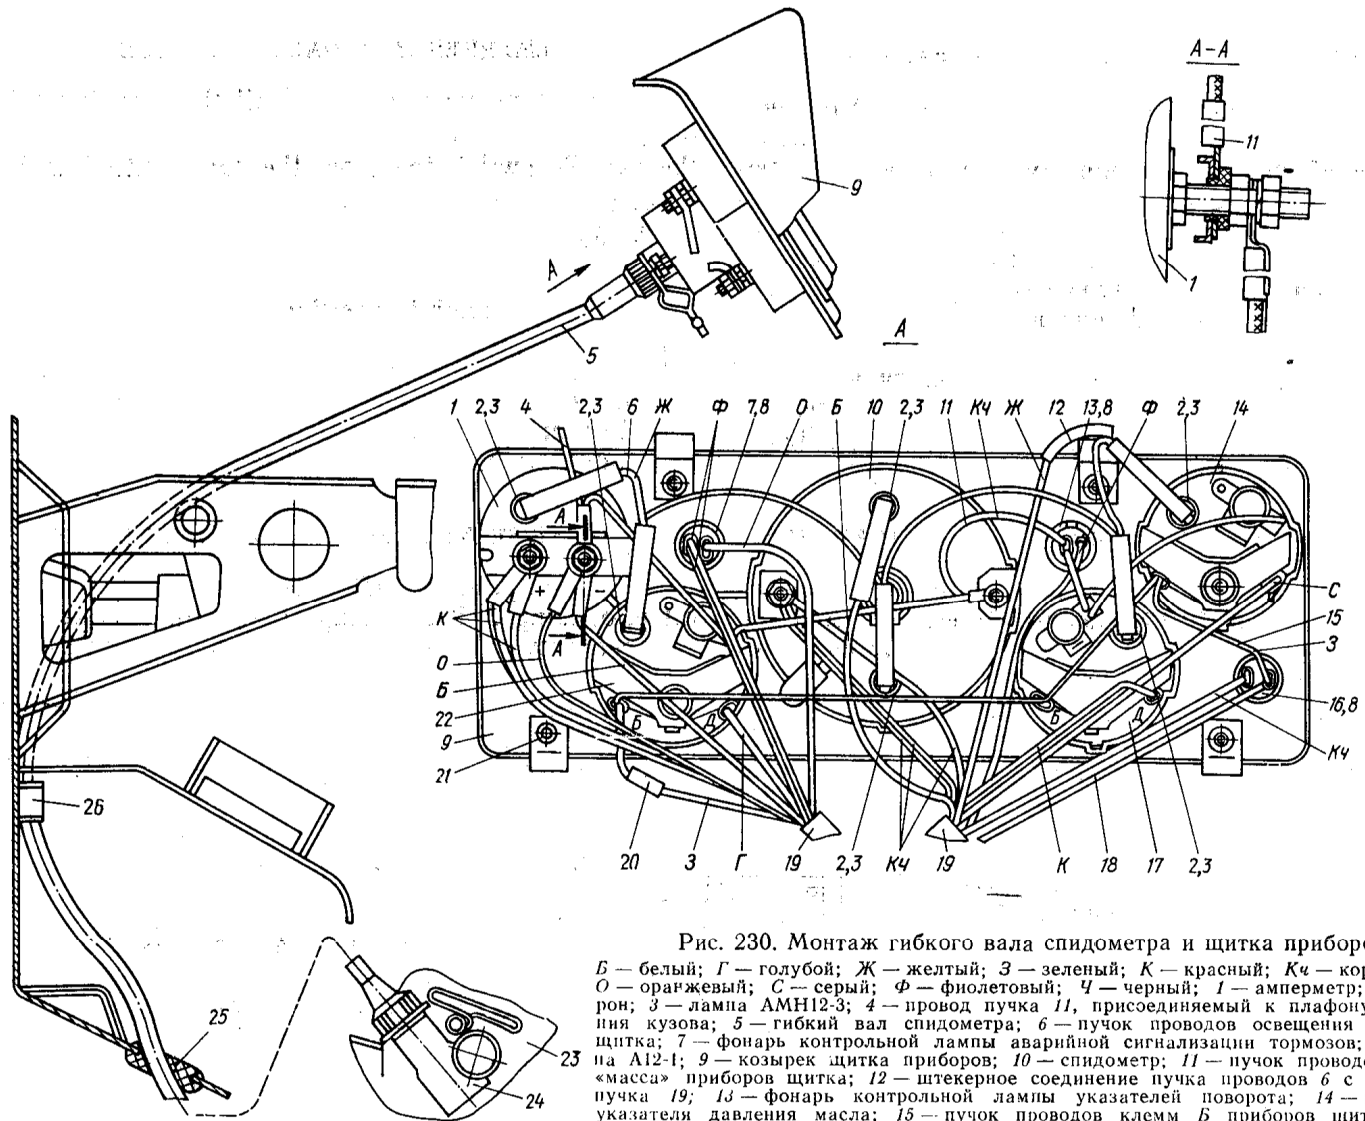 А–А
11
9
1
А
5
А
1 2,3 4 2,3 6 Ж Ф 7,8 О Б 10 2,3 11 Кч Ж 12 13,8 Ф 2,3 14
А
+ −
К
А
О
Б
22
9
21
Б Д
Б Д
С
15
З
16,8
Кч
20 З Г 19 2,3 Кч 19 К 18 17 2,3
26
25
23
24
Рис. 230. Монтаж гибкого вала спидометра и щитка приборо
Б — белый; Г — голубой; Ж — желтый; З — зеленый; К — красный; Кч — кор
О — оранжевый; С — серый; Ф — фиолетовый; Ч — черный; 1 — амперметр;
рон; 3 — лампа АМН12-3; 4 — провод пучка 11, присоединяемый к плафону
ния кузова; 5 — гибкий вал спидометра; 6 — пучок проводов освещения
щитка; 7 — фонарь контрольной лампы аварийной сигнализации тормозов;
па А12-1; 9 — козырек щитка приборов; 10 — спидометр; 11 — пучок проводо
«масса» приборов щитка; 12 — штекерное соединение пучка проводов 6 с
пучка 19; 13 — фонарь контрольной лампы указателей поворота; 14 —
указателя давления масла; 15 — пучок проводов клемм Б приборов щит